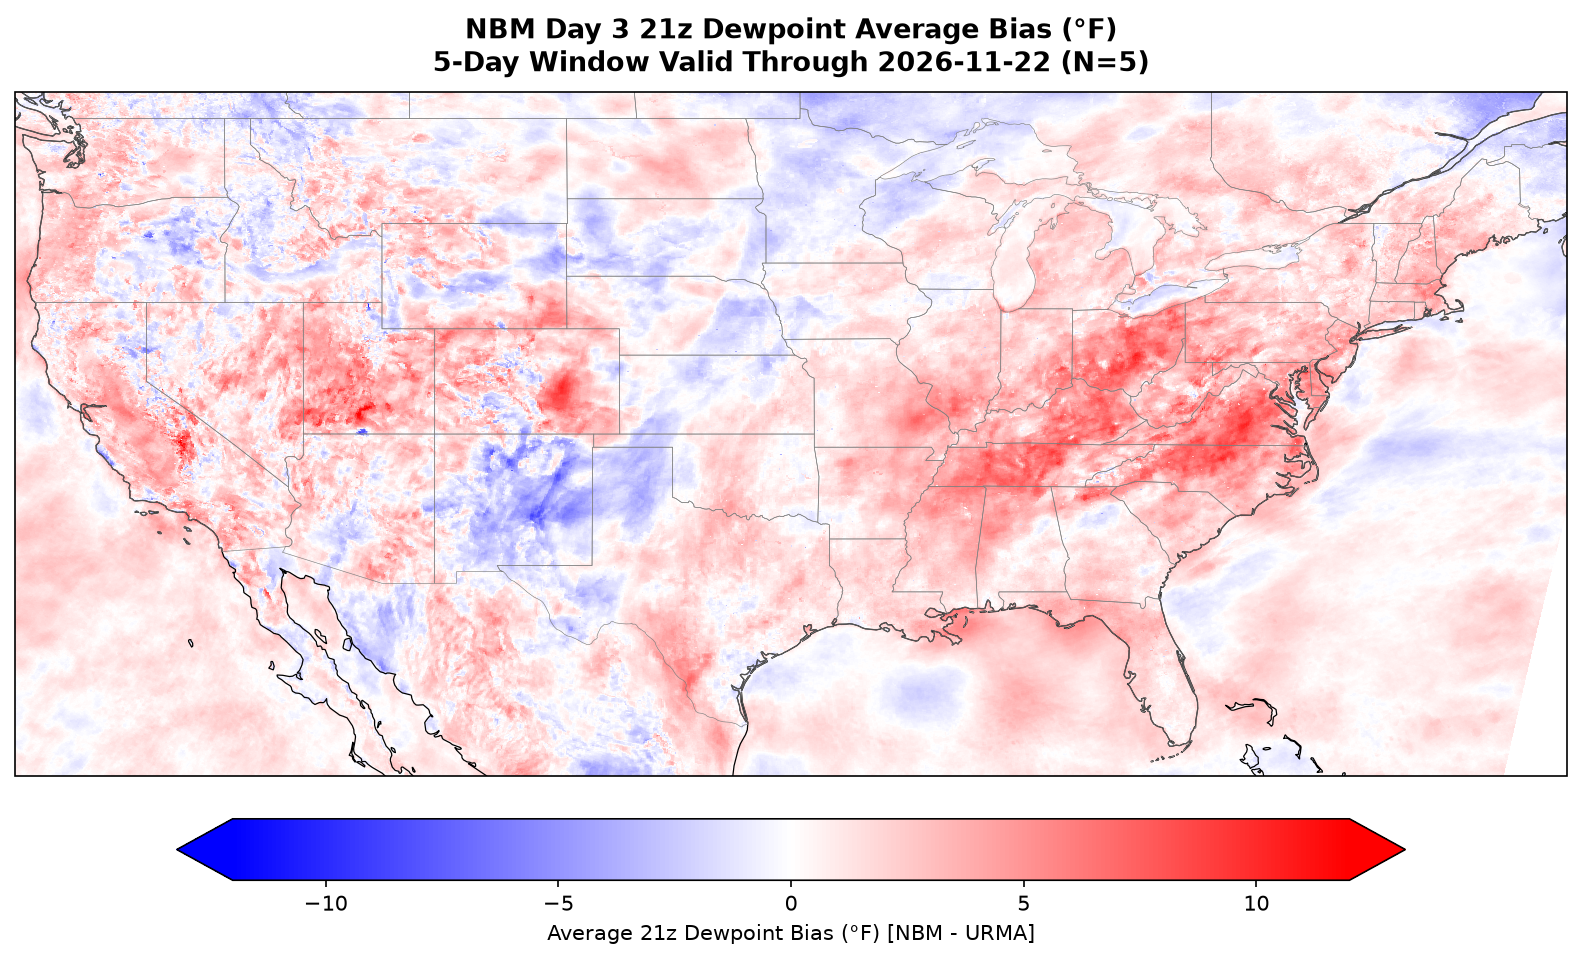 NBM Day 3 21z Dewpoint Average Bias (°F)
5-Day Window Valid Through 2026-11-22 (N=5)
−10 −5 0 5 10
Average 21z Dewpoint Bias (°F) [NBM - URMA]